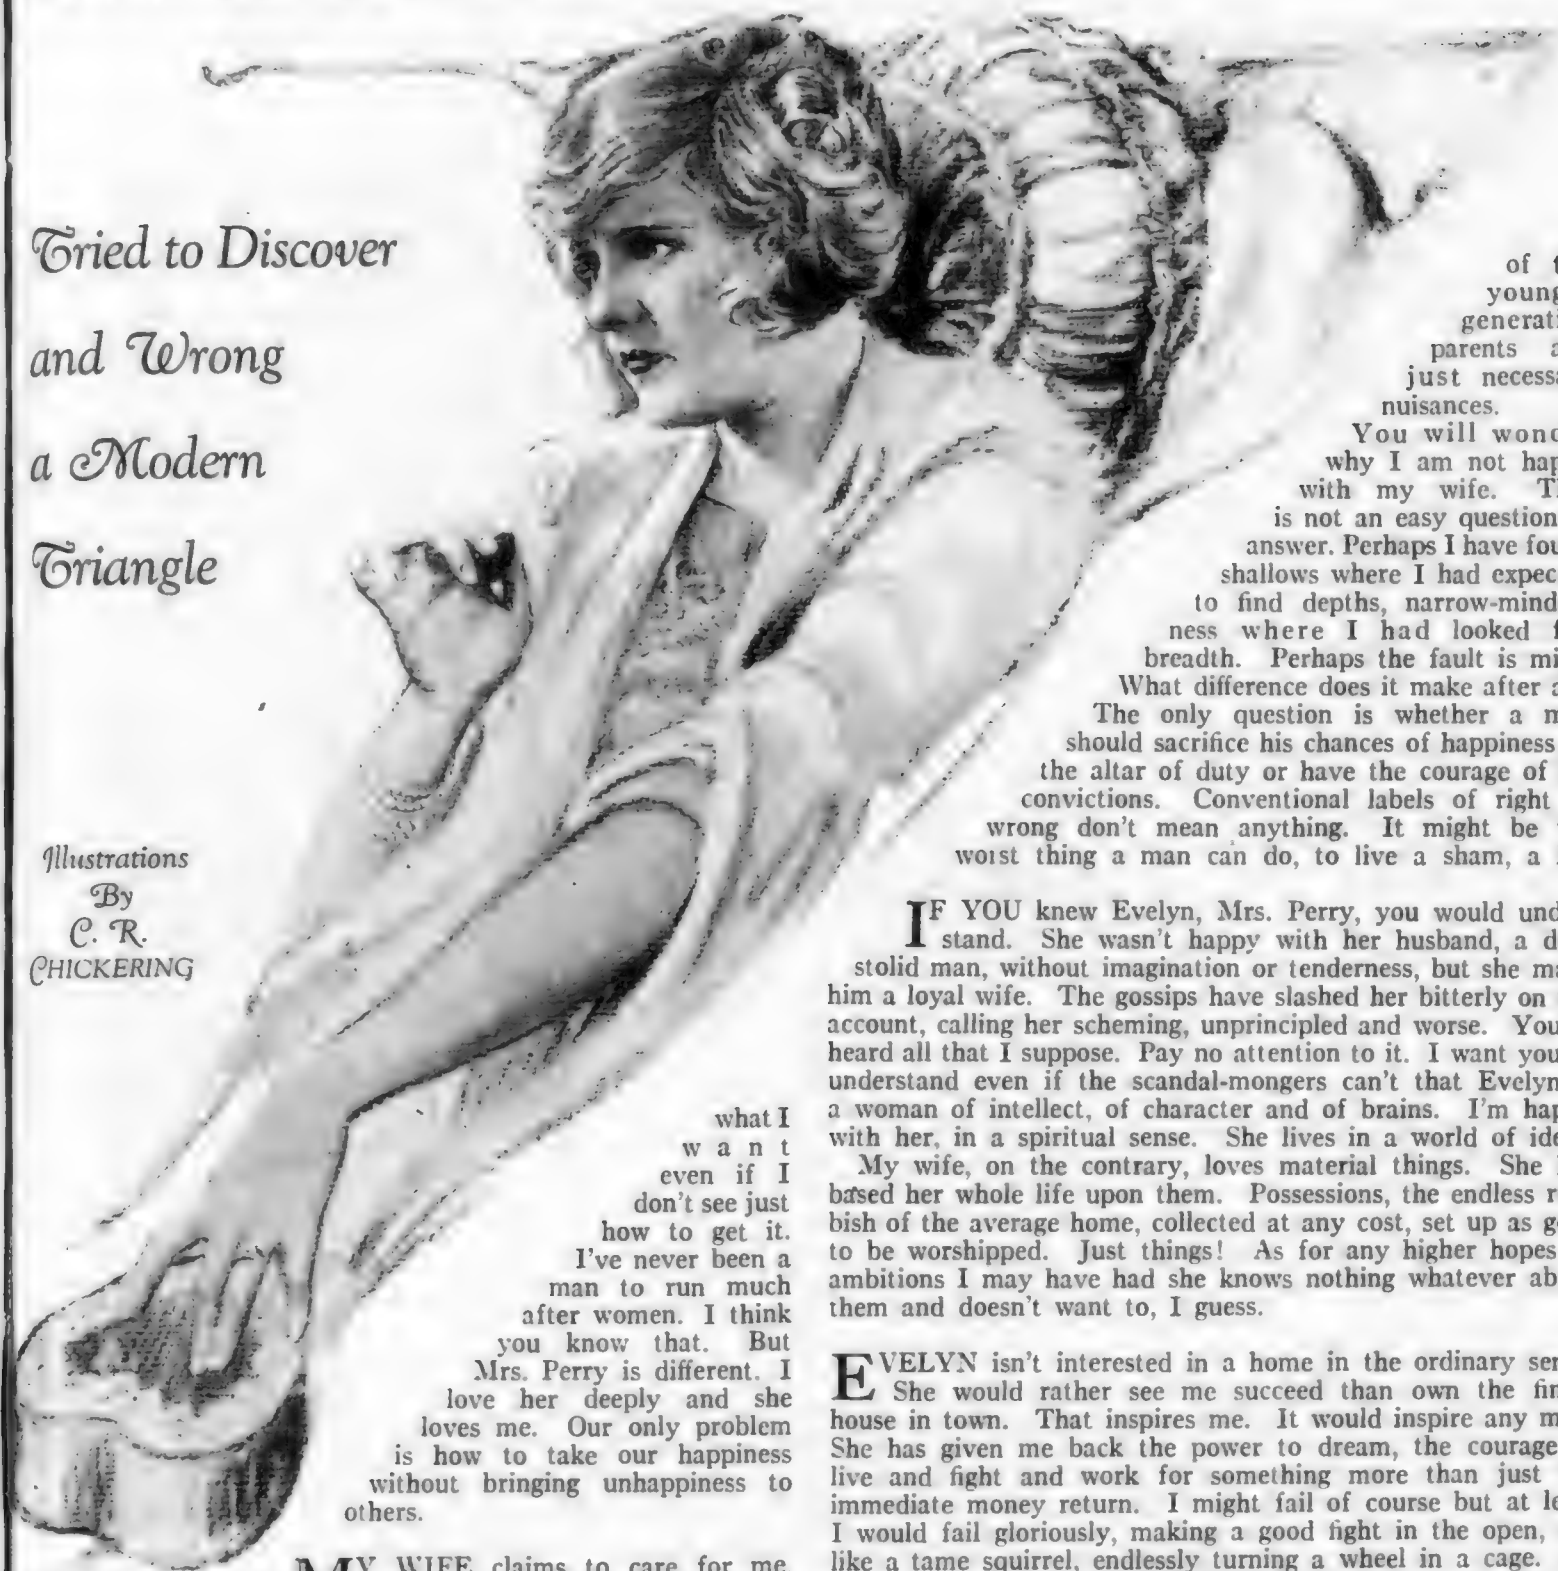 Tried to Discover
and Wrong
a Modern
Triangle
Illustrations
By
C. R.
CHICKERING
what I
want
even if I
don't see just
how to get it.
I've never been a
man to run much
after women. I think
you know that. But
Mrs. Perry is different. I
love her deeply and she
loves me. Our only problem
is how to take our happiness
without bringing unhappiness to
others.
MY WIFE claims to care for me,
of t
young
generati
parents a
just necessa
nuisances.
You will wond
why I am not hap
with my wife. Th
is not an easy question
answer. Perhaps I have fou
shallows where I had expec
to find depths, narrow-mind
ness where I had looked f
breadth. Perhaps the fault is mi
What difference does it make after a
The only question is whether a m
should sacrifice his chances of happiness
the altar of duty or have the courage of
convictions. Conventional labels of right
wrong don't mean anything. It might be
worst thing a man can do, to live a sham, a
IF YOU knew Evelyn, Mrs. Perry, you would und
stand. She wasn't happy with her husband, a d
stolid man, without imagination or tenderness, but she ma
him a loyal wife. The gossips have slashed her bitterly on
account, calling her scheming, unprincipled and worse. You
heard all that I suppose. Pay no attention to it. I want you
understand even if the scandal-mongers can't that Evelyn
a woman of intellect, of character and of brains. I'm hap
with her, in a spiritual sense. She lives in a world of ide
My wife, on the contrary, loves material things. She
based her whole life upon them. Possessions, the endless r
bish of the average home, collected at any cost, set up as g
to be worshipped. Just things! As for any higher hopes
ambitions I may have had she knows nothing whatever ab
them and doesn't want to, I guess.
EVELYN isn't interested in a home in the ordinary sen
She would rather see me succeed than own the fin
house in town. That inspires me. It would inspire any m
She has given me back the power to dream, the courage
live and fight and work for something more than just
immediate money return. I might fail of course but at le
I would fail gloriously, making a good fight in the open,
like a tame squirrel, endlessly turning a wheel in a cage.